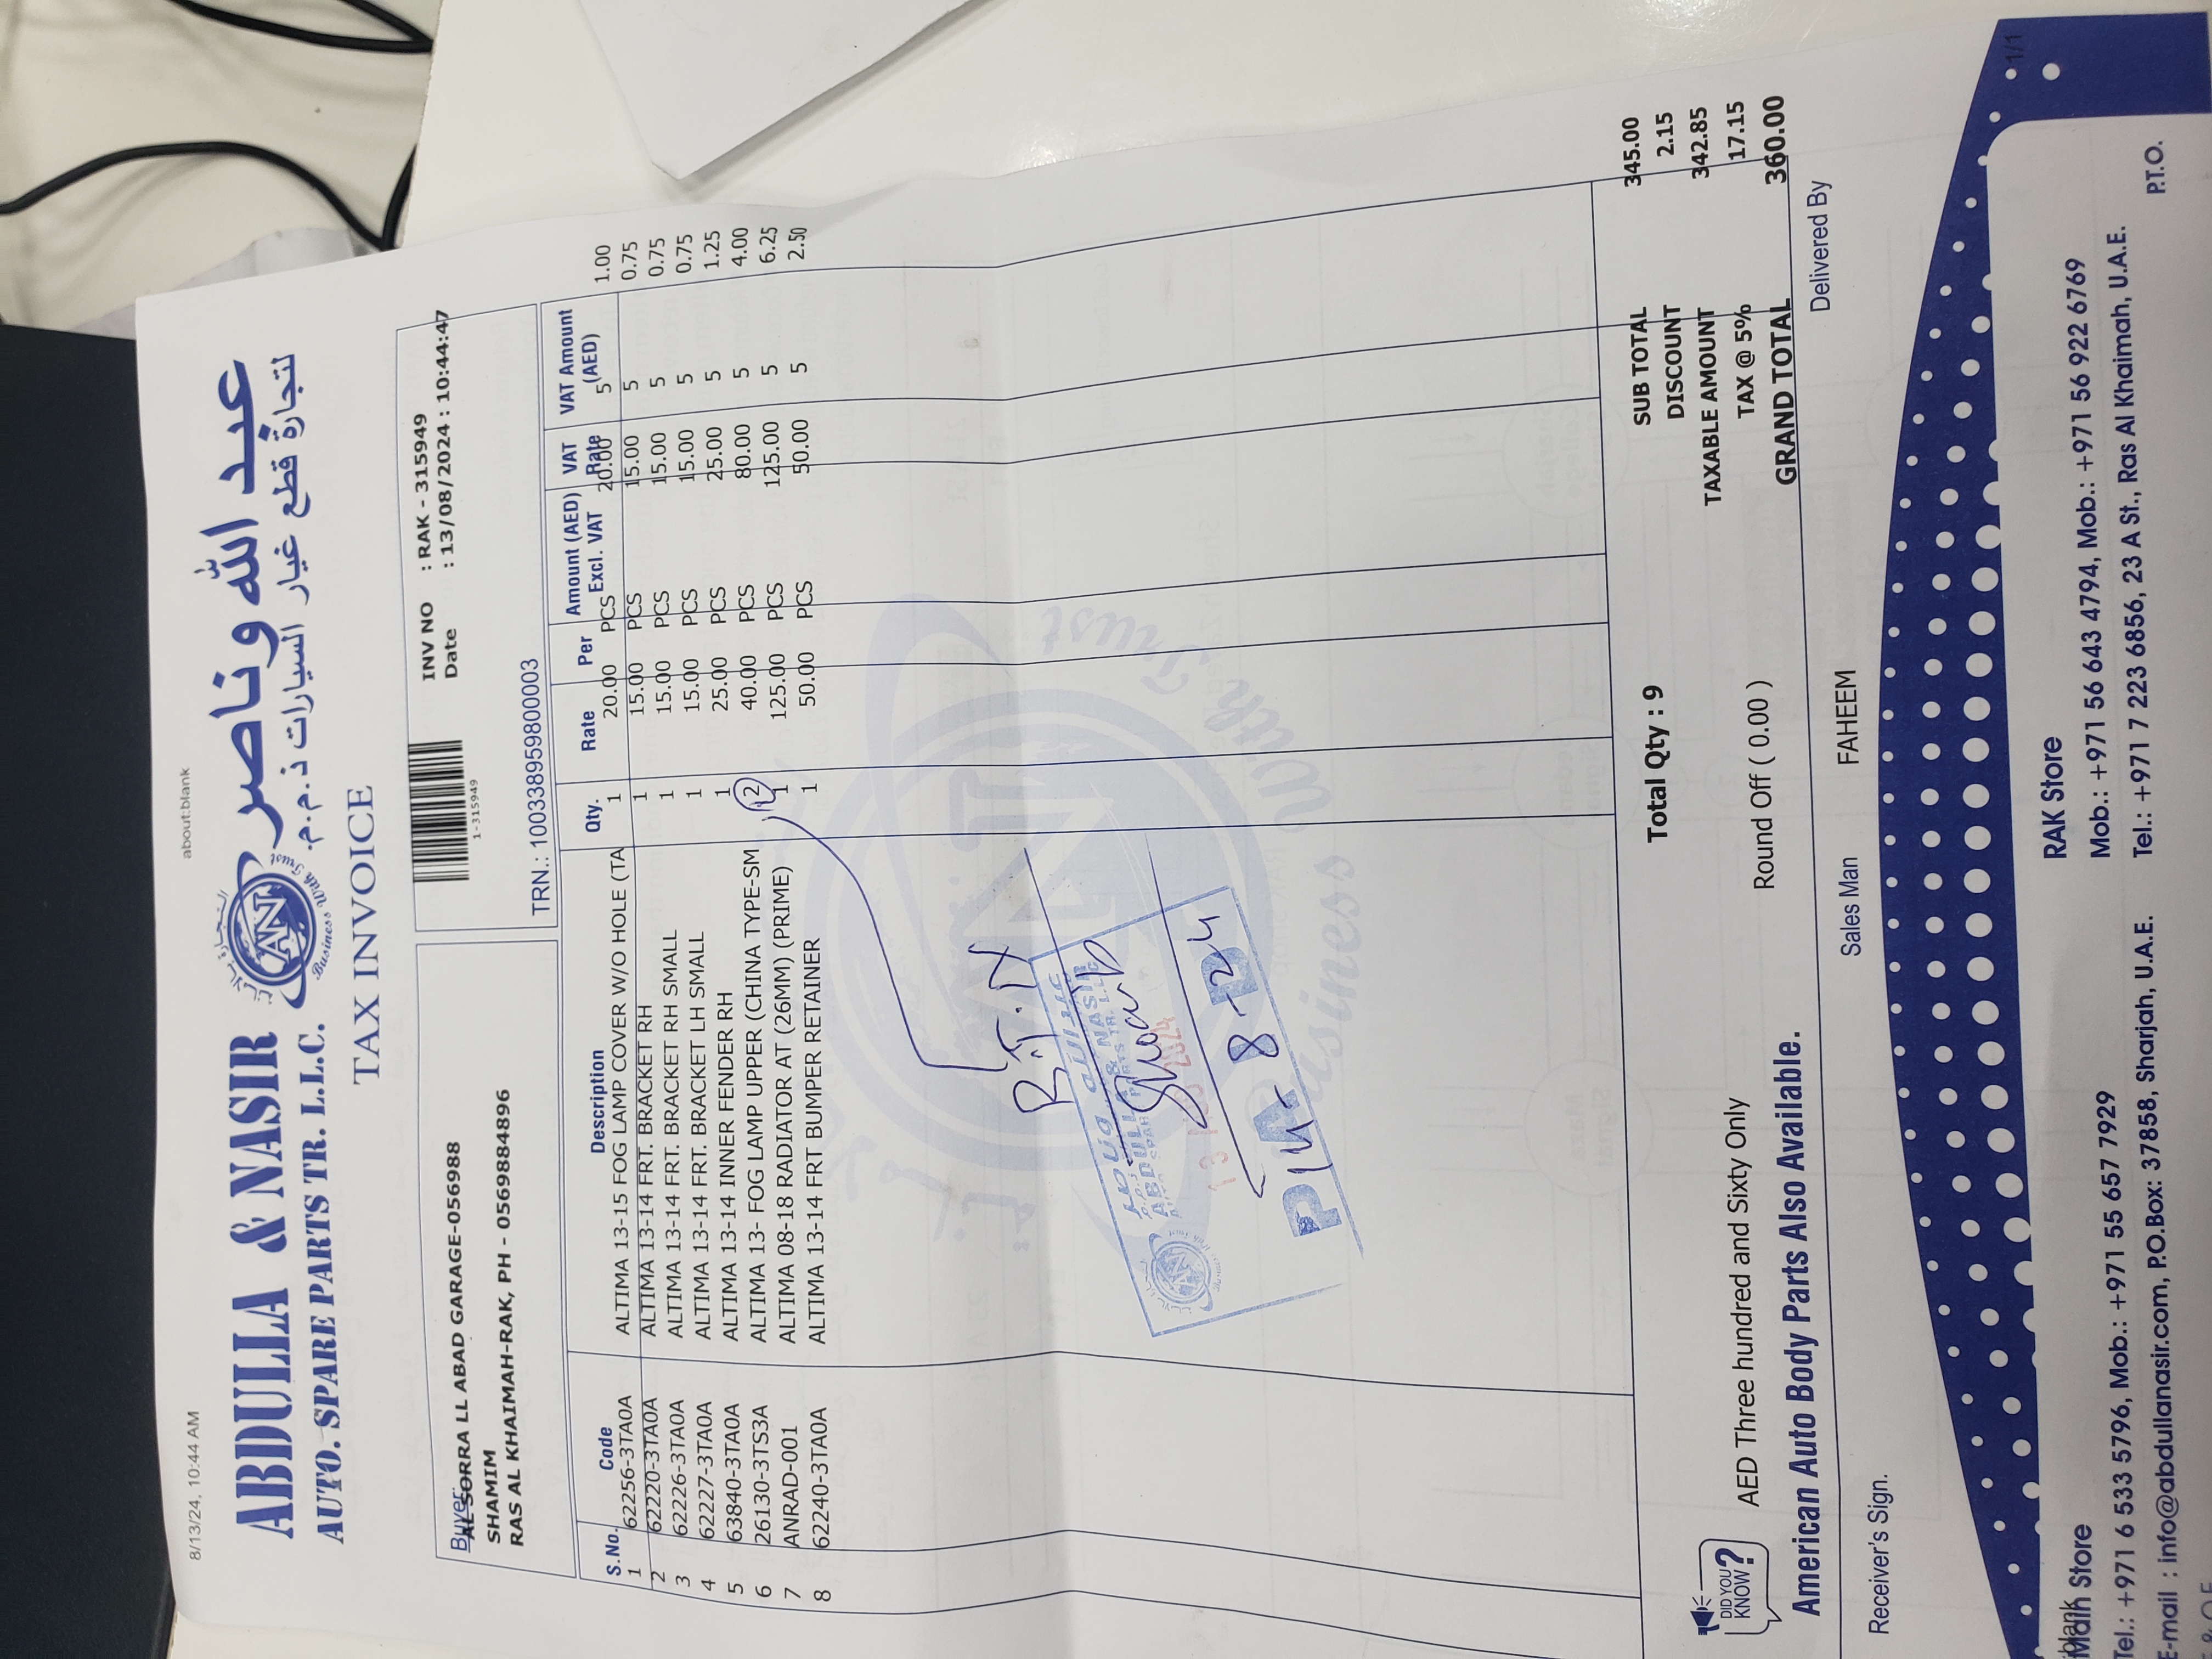 8/13/24, 10:44 AM about:blank
ABDULLA & NASIR
AUTO. SPARE PARTS TR. L.L.C.
AN
Business With Trust
عبد الله وناصر
لتجارة قطع غيار السيارات ذ.م.م.
TAX INVOICE
Buyer:
AL SORRA LL ABAD GARAGE-056988
SHAMIM
RAS AL KHAIMAH-RAK, PH - 0569884896
1-315949
INV NO : RAK - 315949
Date : 13/08/2024 : 10:44:47
TRN.: 100338959800003
S.No. Code Description Qty. Rate Per Amount (AED) Excl. VAT VAT Rate VAT Amount (AED)
1 62256-3TA0A ALTIMA 13-15 FOG LAMP COVER W/O HOLE (TA 1 20.00 PCS 20.00 5 1.00
2 62220-3TA0A ALTIMA 13-14 FRT. BRACKET RH 1 15.00 PCS 15.00 5 0.75
3 62226-3TA0A ALTIMA 13-14 FRT. BRACKET RH SMALL 1 15.00 PCS 15.00 5 0.75
4 62227-3TA0A ALTIMA 13-14 FRT. BRACKET LH SMALL 1 15.00 PCS 15.00 5 0.75
5 63840-3TA0A ALTIMA 13-14 INNER FENDER RH 1 25.00 PCS 25.00 5 1.25
6 26130-3TS3A ALTIMA 13- FOG LAMP UPPER (CHINA TYPE-SM 2 40.00 PCS 80.00 5 4.00
7 ANRAD-001 ALTIMA 08-18 RADIATOR AT (26MM) (PRIME) 1 125.00 PCS 125.00 5 6.25
8 62240-3TA0A ALTIMA 13-14 FRT BUMPER RETAINER 1 50.00 PCS 50.00 5 2.50
ABDULLA & NASIR
2024
PAID
8-24
Business With Trust
Total Qty : 9
SUB TOTAL 345.00
DISCOUNT 2.15
TAXABLE AMOUNT 342.85
TAX @ 5% 17.15
AED Three hundred and Sixty Only Round Off ( 0.00 ) GRAND TOTAL 360.00
DID YOU KNOW?
American Auto Body Parts Also Available.
Receiver's Sign. Sales Man FAHEEM Delivered By
1/1
blank
Main Store
Tel.: +971 6 533 5796, Mob.: +971 55 657 7929
E-mail : info@abdullanasir.com, P.O.Box: 37858, Sharjah, U.A.E.
RAK Store
Mob.: +971 56 643 4794, Mob.: +971 56 922 6769
Tel.: +971 7 223 6856, 23 A St., Ras Al Khaimah, U.A.E.
P.T.O.